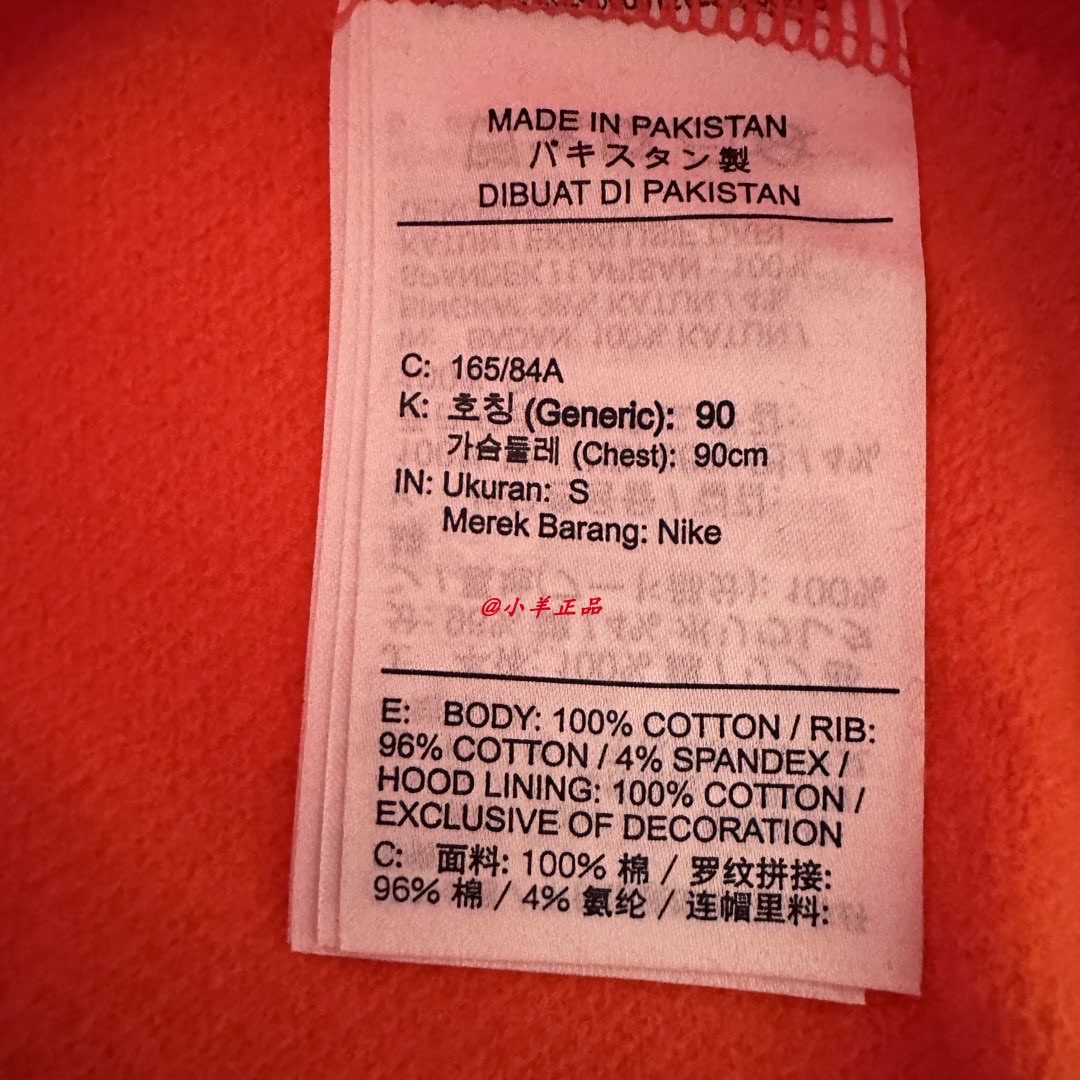 MADE IN PAKISTAN
パキスタン製
DIBUAT DI PAKISTAN
C: 165/84A
K: 호칭 (Generic): 90
가슴둘레 (Chest): 90cm
IN: Ukuran: S
Merek Barang: Nike
@小羊正品
E: BODY: 100% COTTON / RIB:
96% COTTON / 4% SPANDEX /
HOOD LINING: 100% COTTON /
EXCLUSIVE OF DECORATION
C: 面料: 100% 棉 / 罗纹拼接:
96% 棉 / 4% 氨纶 / 连帽里料: